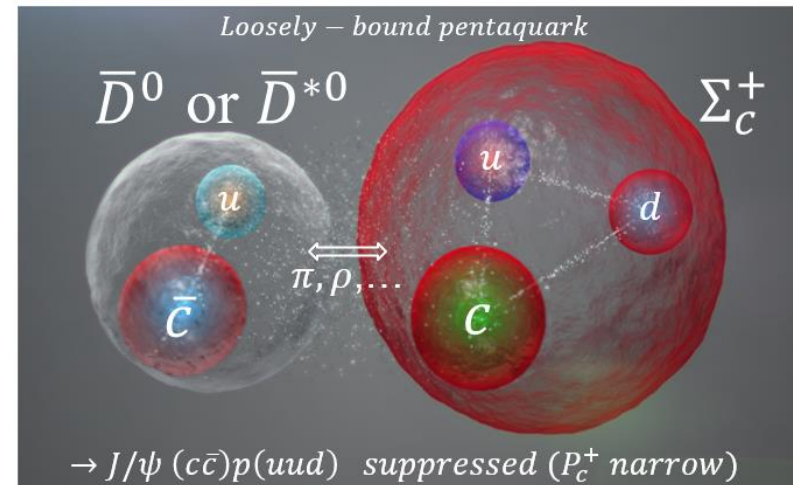 Loosely − bound pentaquark
D̅⁰ or D̅*⁰
Σc⁺
u
u
d
π, ρ, …
c̅
c
→ J/ψ (cc̅)p(uud) suppressed (Pc⁺ narrow)